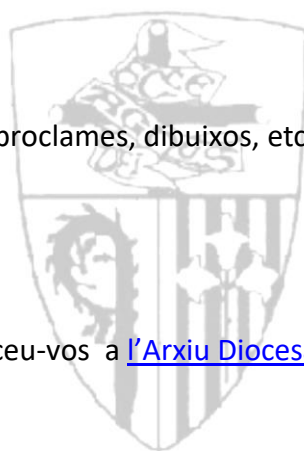 proclames, dibuixos, etc
ceu-vos a l'Arxiu Dioces